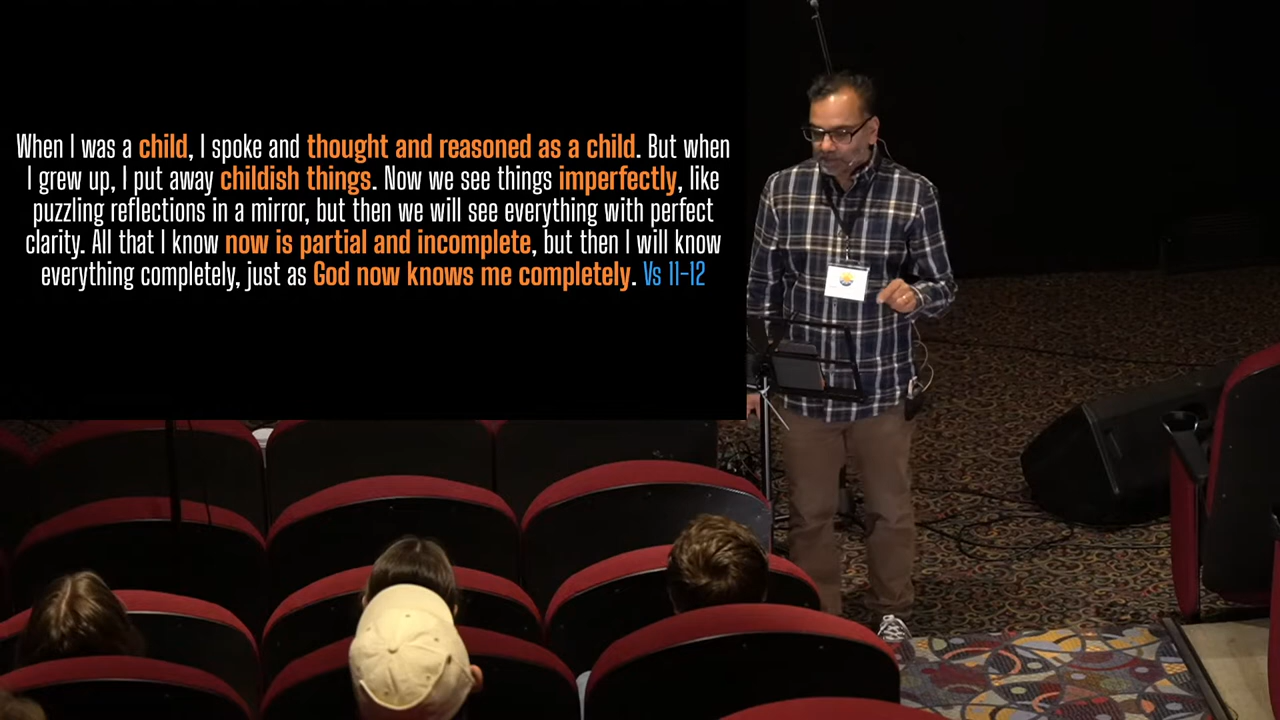 When I was a child, I spoke and thought and reasoned as a child. But when
I grew up, I put away childish things. Now we see things imperfectly, like
puzzling reflections in a mirror, but then we will see everything with perfect
clarity. All that I know now is partial and incomplete, but then I will know
everything completely, just as God now knows me completely. Vs 11-12